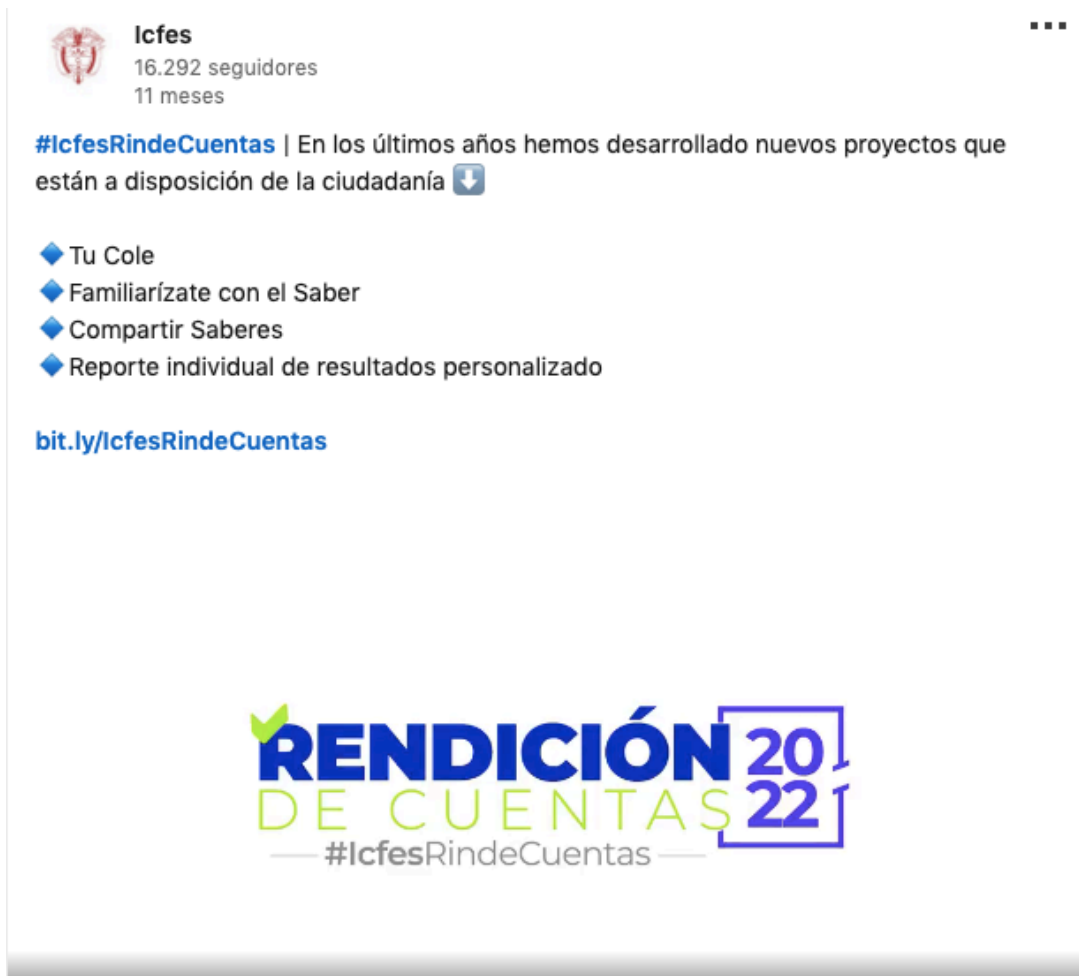 Icfes
16.292 seguidores
11 meses
#IcfesRindeCuentas | En los últimos años hemos desarrollado nuevos proyectos que
están a disposición de la ciudadanía ⬇️
🔷 Tu Cole
🔷 Familiarízate con el Saber
🔷 Compartir Saberes
🔷 Reporte individual de resultados personalizado
bit.ly/IcfesRindeCuentas
RENDICIÓN 20
DE CUENTAS 22
#IcfesRindeCuentas